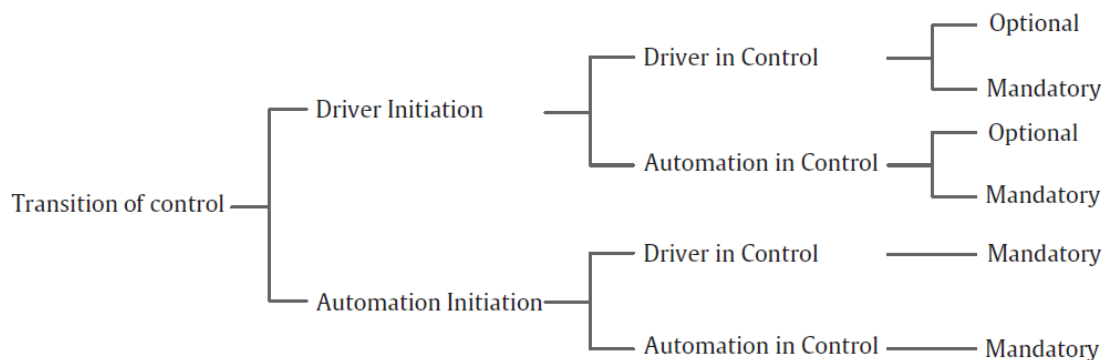 Optional
Driver in Control
Mandatory
Driver Initiation
Optional
Automation in Control
Mandatory
Transition of control
Driver in Control Mandatory
Automation Initiation
Automation in Control Mandatory